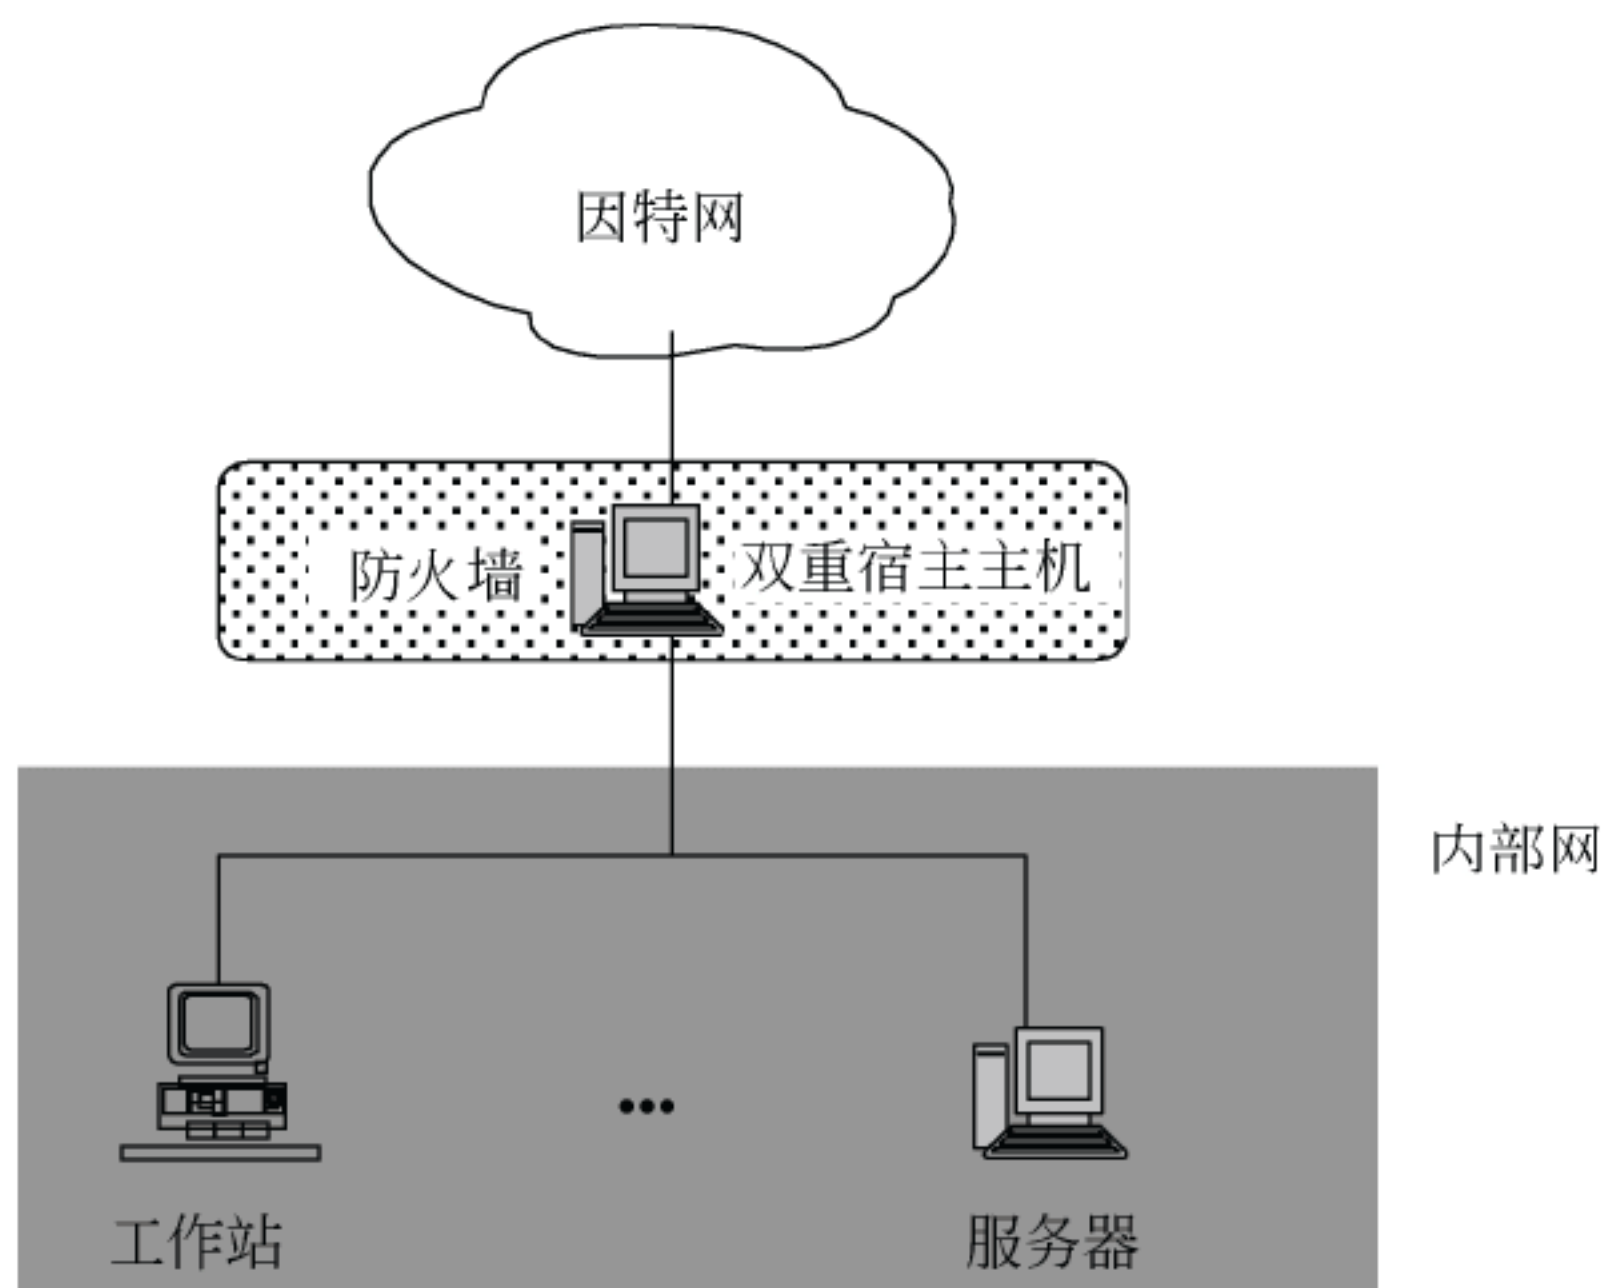 因特网
防火墙
双重宿主主机
内部网
工作站
服务器